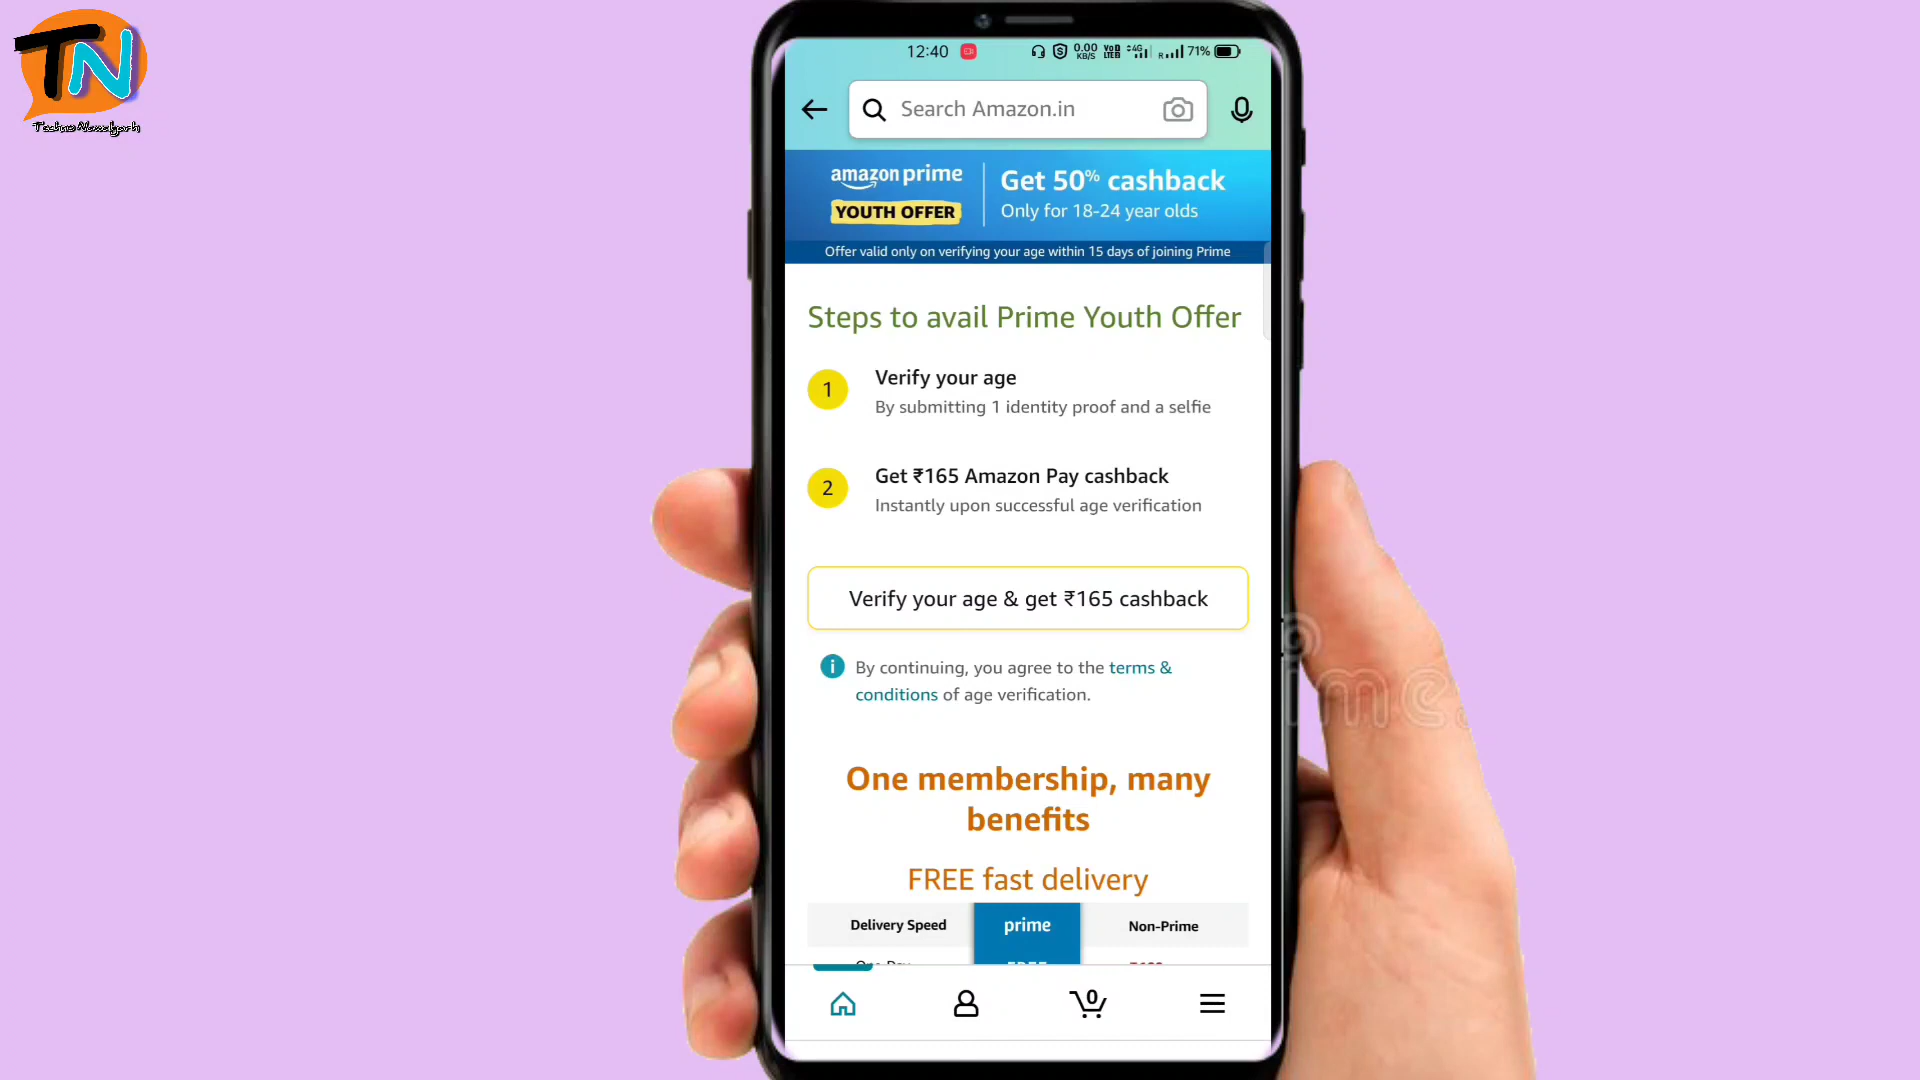 TN
12:40
0.00 KB/S
4G
R
71%
Search Amazon.in
amazon prime
YOUTH OFFER
Get 50% cashback
Only for 18-24 year olds
Offer valid only on verifying your age within 15 days of joining Prime
Steps to avail Prime Youth Offer
1
Verify your age
By submitting 1 identity proof and a selfie
2
Get ₹165 Amazon Pay cashback
Instantly upon successful age verification
Verify your age & get ₹165 cashback
i
By continuing, you agree to the terms &
conditions of age verification.
One membership, many
benefits
FREE fast delivery
Delivery Speed
prime
Non-Prime
0